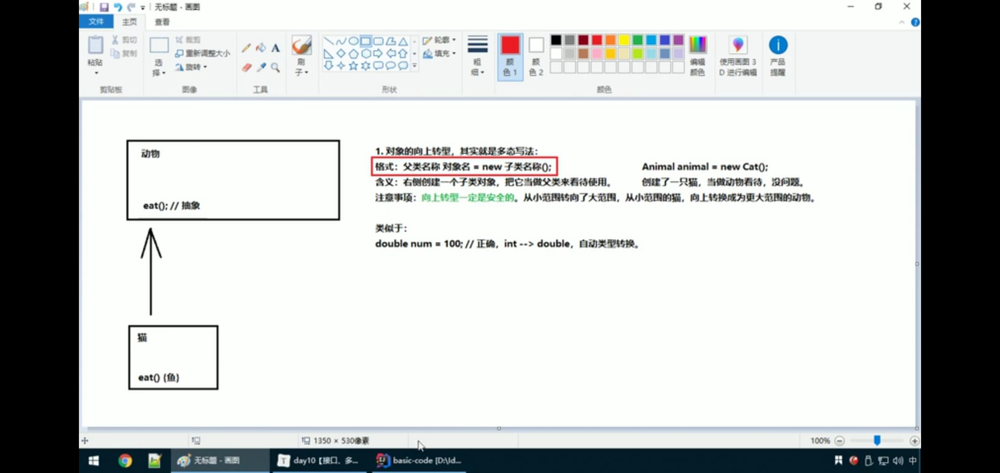 无标题 - 画图
文件 主页 查看
粘贴
剪切
复制
剪贴板
选择
裁剪
重新调整大小
旋转
图像
A
工具
刷子
轮廓
填充
形状
粗细
颜色 1
颜色 2
编辑颜色
颜色
使用画图 3D 进行编辑
产品提醒
动物
eat(); // 抽象
猫
eat() {鱼}
1. 对象的向上转型，其实就是多态写法：
格式：父类名称 对象名 = new 子类名称(); Animal animal = new Cat();
含义：右侧创建一个子类对象，把它当做父类来看待使用。 创建了一只猫，当做动物看待，没问题。
注意事项：向上转型一定是安全的。从小范围转向了大范围，从小范围的猫，向上转换成为更大范围的动物。
类似于：
double num = 100; // 正确，int --> double，自动类型转换。
1350 × 530像素 100%
无标题 - 画图 T day10【接口、多... basic-code [D:\Id... 中